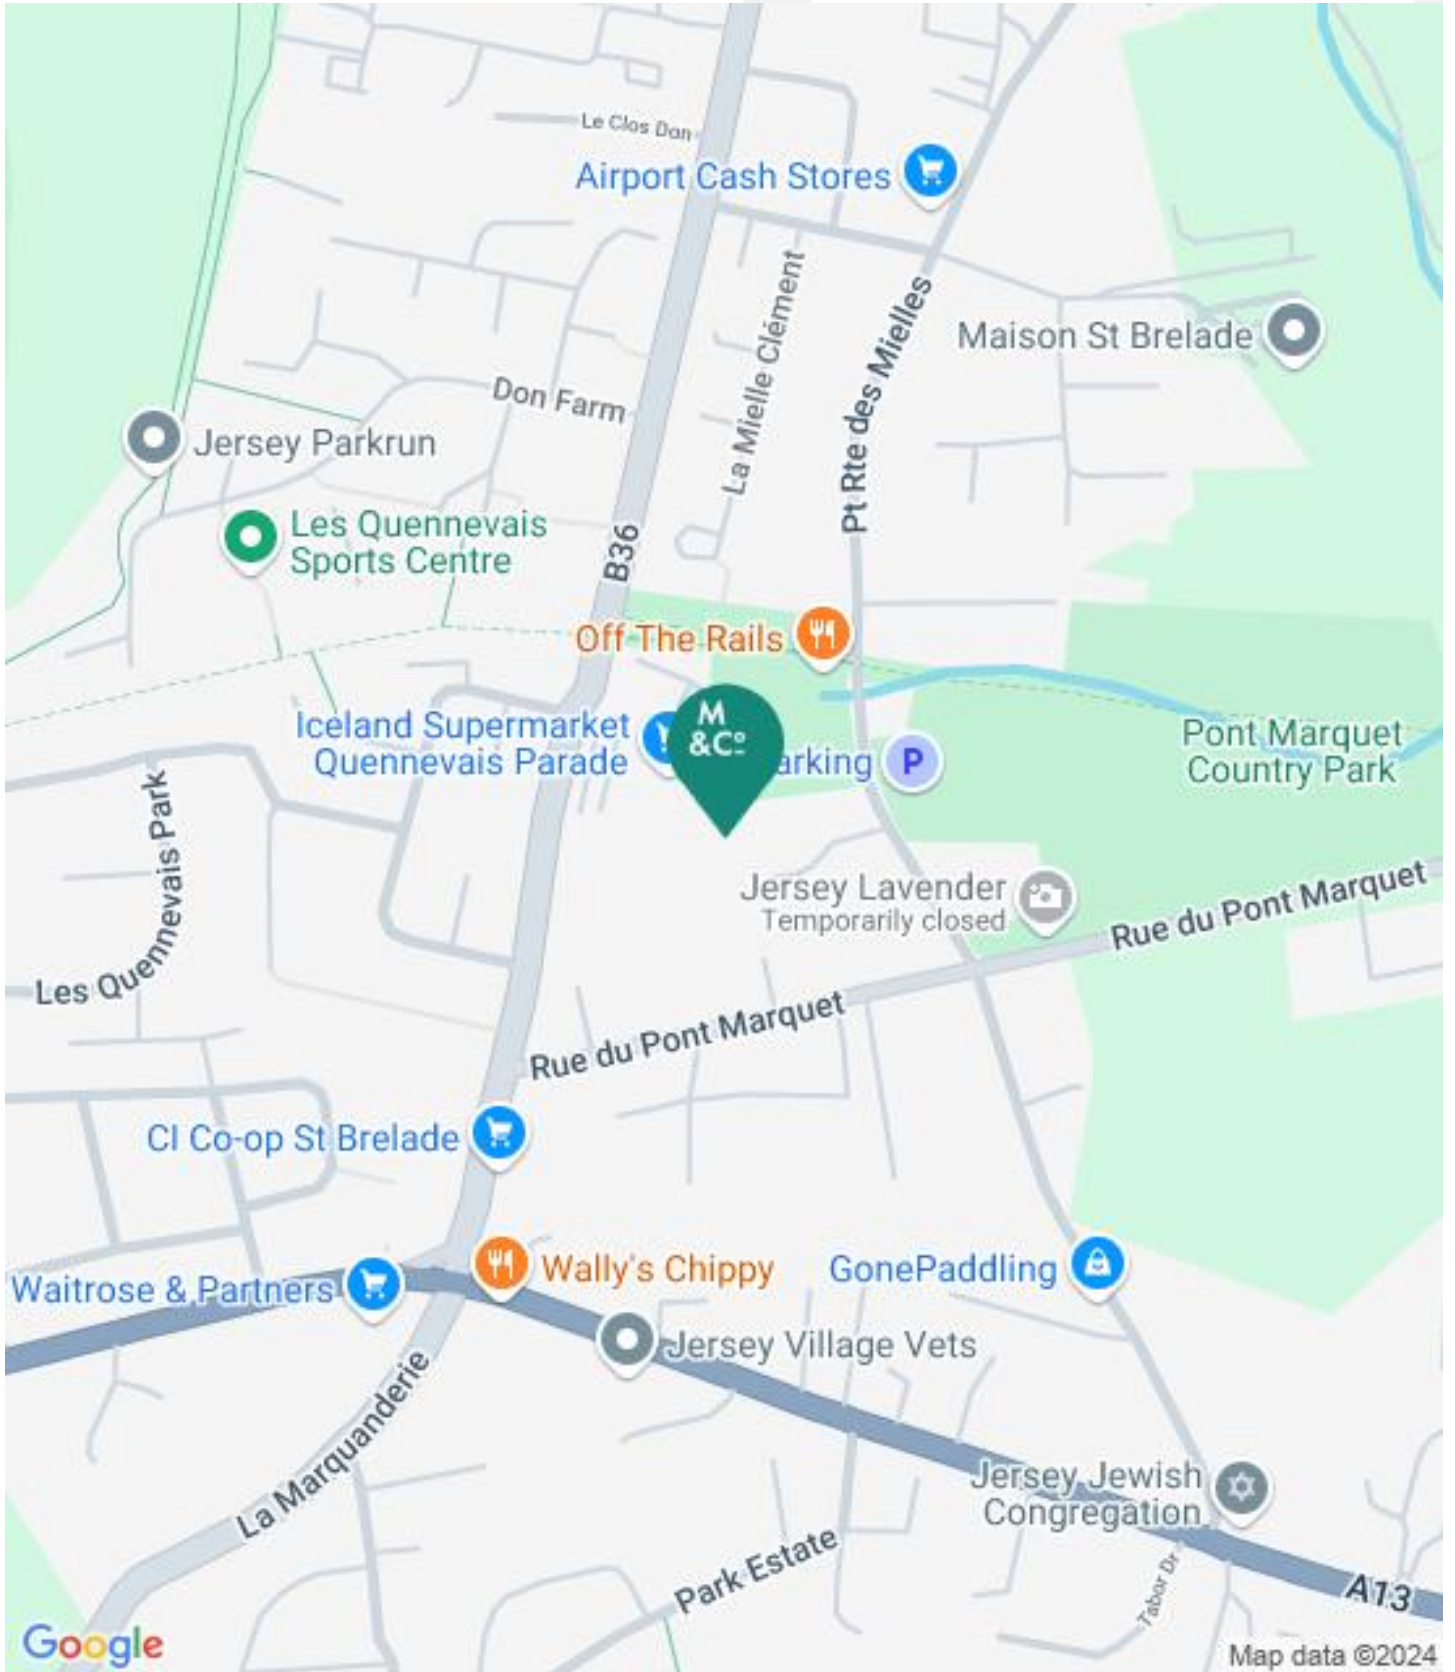 Le Clos Don
Airport Cash Stores
La Mielle Clément
Pt Rte des Mielles
Maison St Brelade
Don Farm
Jersey Parkrun
Les Quennevais
Sports Centre
B36
Off The Rails
Iceland Supermarket
Quennevais Parade
M
&Cº
arking
P
Pont Marquet
Country Park
Les Quennevais Park
Jersey Lavender
Temporarily closed
Rue du Pont Marquet
Rue du Pont Marquet
CI Co-op St Brelade
Waitrose & Partners
Wally's Chippy
GonePaddling
Jersey Village Vets
La Marquanderie
Jersey Jewish
Congregation
Park Estate
Tabor Dr
A13
Google
Map data ©2024